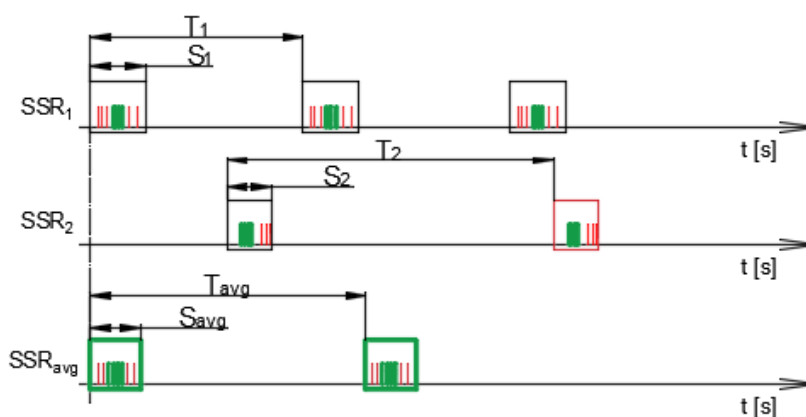 T₁
S₁
SSR₁
t [s]
T₂
S₂
SSR₂
t [s]
Tavg
Savg
SSRavg
t [s]